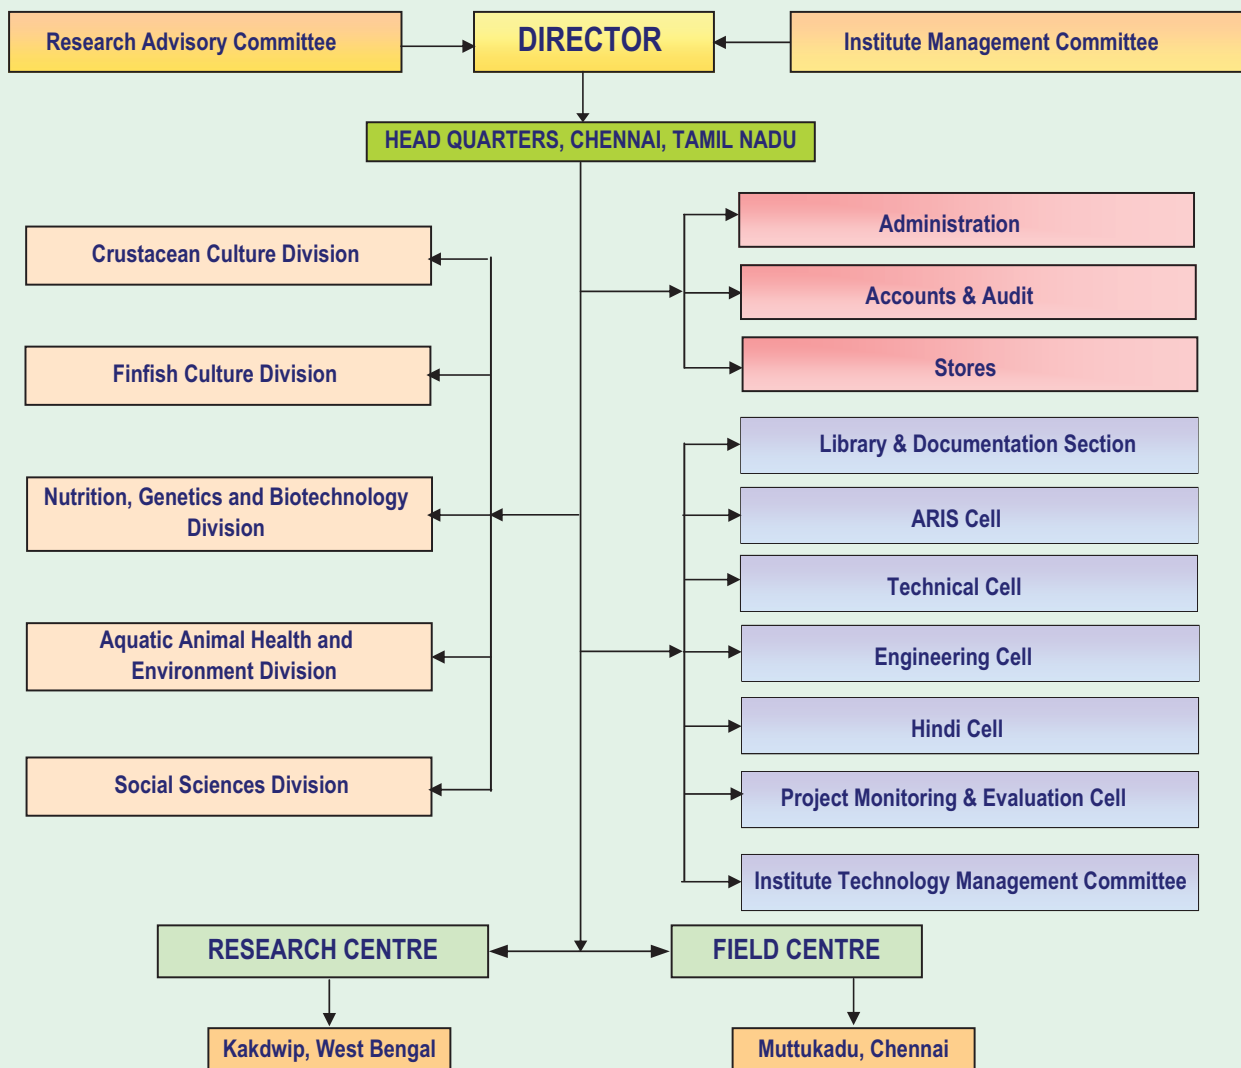 Research Advisory Committee
DIRECTOR
Institute Management Committee
HEAD QUARTERS, CHENNAI, TAMIL NADU
Crustacean Culture Division
Finfish Culture Division
Nutrition, Genetics and Biotechnology
Division
Aquatic Animal Health and
Environment Division
Social Sciences Division
Administration
Accounts & Audit
Stores
Library & Documentation Section
ARIS Cell
Technical Cell
Engineering Cell
Hindi Cell
Project Monitoring & Evaluation Cell
Institute Technology Management Committee
RESEARCH CENTRE
FIELD CENTRE
Kakdwip, West Bengal
Muttukadu, Chennai